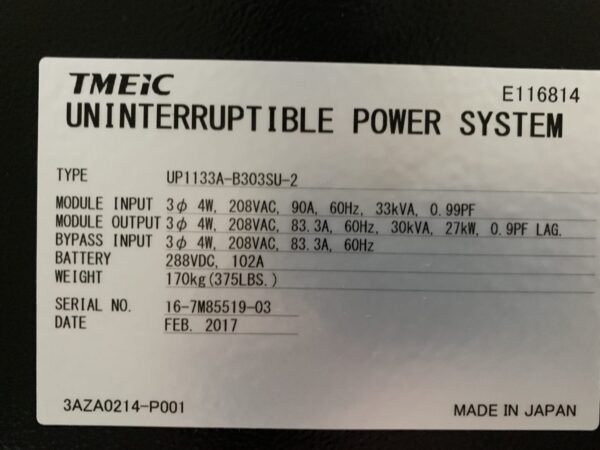 TMEiC
E116814
UNINTERRUPTIBLE POWER SYSTEM
TYPE UP1133A-B303SU-2
MODULE INPUT 3φ 4W, 208VAC, 90A, 60Hz, 33kVA, 0.99PF
MODULE OUTPUT 3φ 4W, 208VAC, 83.3A, 60Hz, 30kVA, 27kW, 0.9PF LAG.
BYPASS INPUT 3φ 4W, 208VAC, 83.3A, 60Hz
BATTERY 288VDC, 102A
WEIGHT 170kg(375LBS.)
SERIAL NO. 16-7M85519-03
DATE FEB. 2017
3AZA0214-P001
MADE IN JAPAN